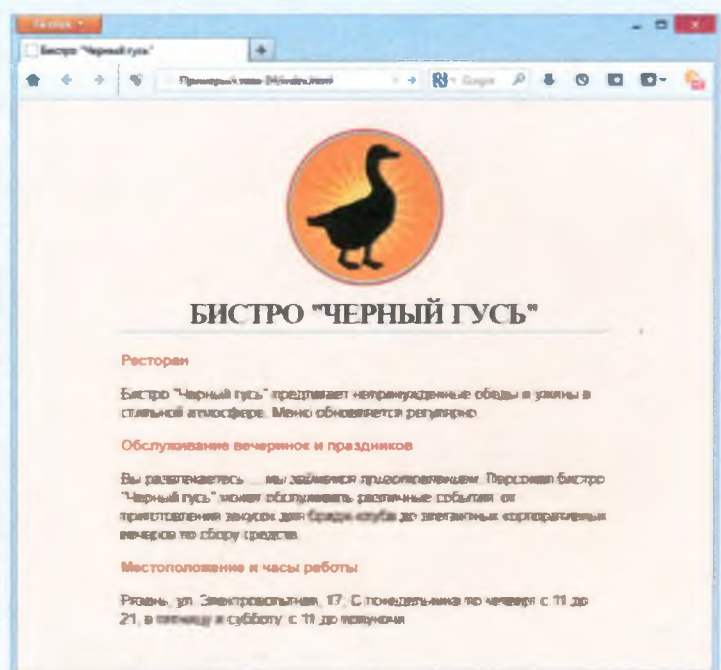 Firefox
Бистро "Черный гусь"
Google
БИСТРО "ЧЕРНЫЙ ГУСЬ"
Ресторан
Бистро "Черный гусь" предлагает непринужденные обеды и ужины в
стильной атмосфере. Меню обновляется регулярно.
Обслуживание вечеринок и праздников
Вы развлекаетесь ... мы займемся приготовлением. Персонал бистро
"Черный гусь" может обслуживать различные события: от
приготовления закусок для бридж-клуба до элегантных корпоративных
вечеров по сбору средств.
Местоположение и часы работы
Рязань, ул. Электровольтная, 17; С понедельника по четверг с 11 до
21, в пятницу и субботу: с 11 до полуночи